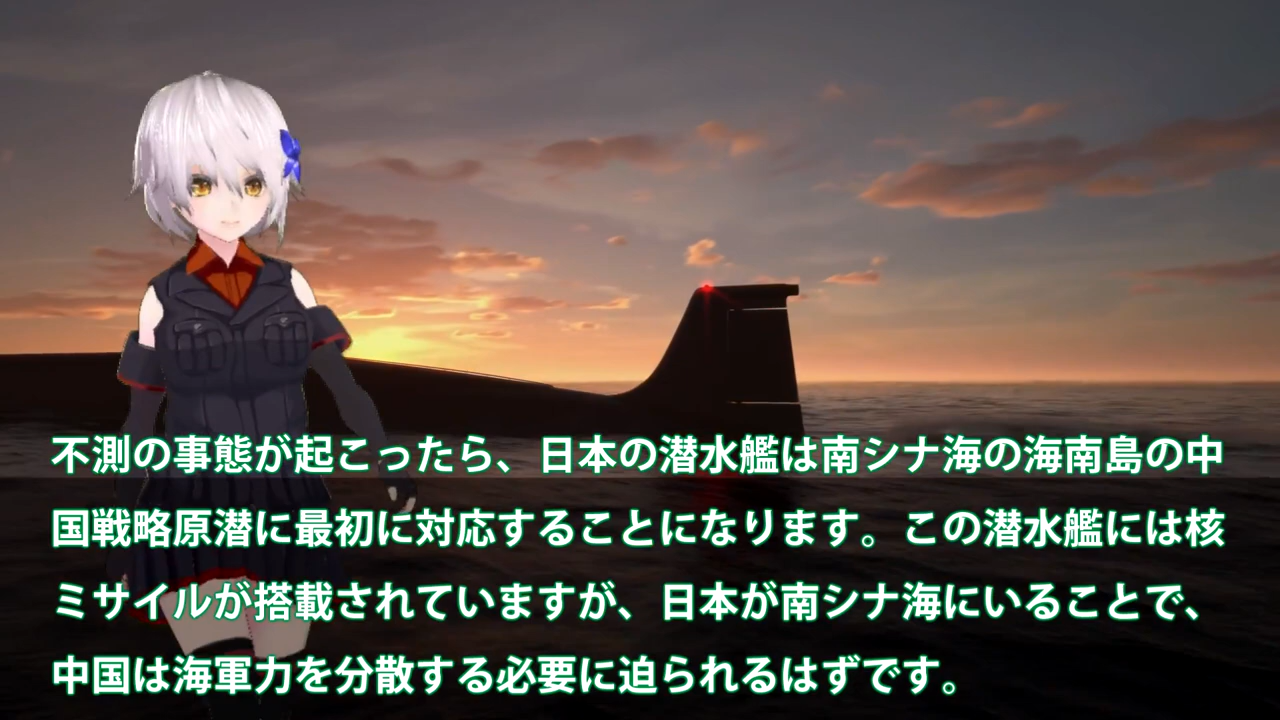 不測の事態が起こったら、日本の潜水艦は南シナ海の海南島の中
国戦略原潜に最初に対応することになります。この潜水艦には核
ミサイルが搭載されていますが、日本が南シナ海にいることで、
中国は海軍力を分散する必要に迫られるはずです。